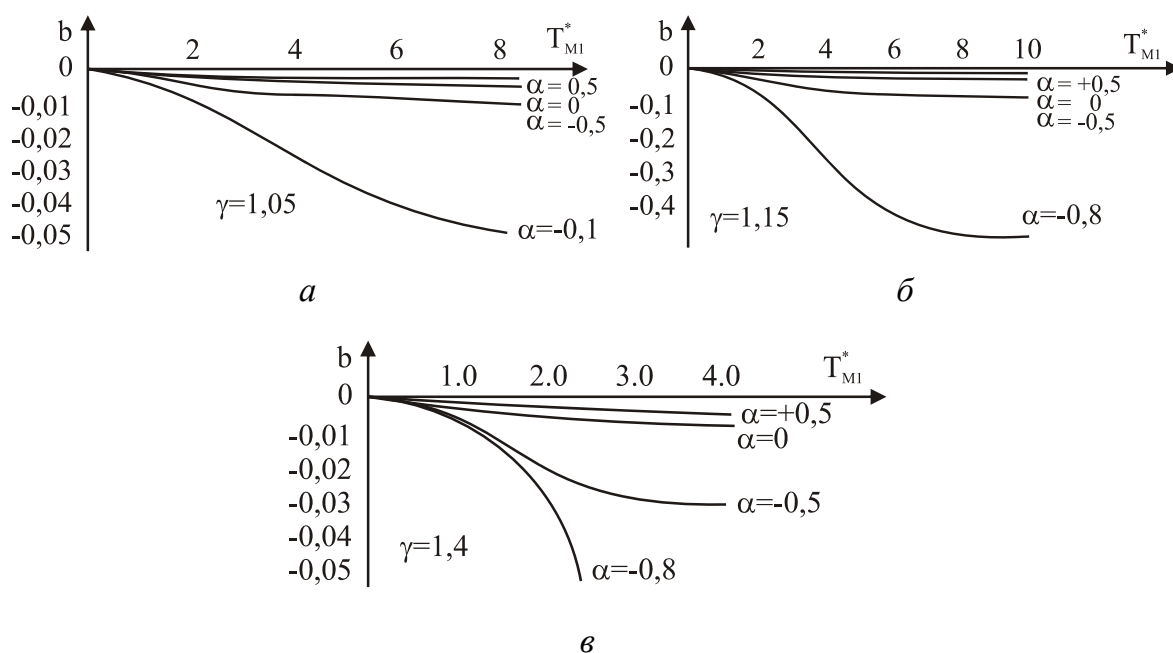 b
2 4 6 8 T*M1
0
α = 0,5
α = 0
α = -0,5
-0,01
-0,02
-0,03
-0,04
-0,05
γ=1,05
α=-0,1
а
b
2 4 6 8 10 T*M1
0
α = +0,5
α = 0
α = -0,5
-0,1
-0,2
-0,3
-0,4
γ=1,15
α=-0,8
б
b
1.0 2.0 3.0 4.0 T*M1
0
α=+0,5
α=0
-0,01
-0,02
-0,03
-0,04
-0,05
α=-0,5
γ=1,4
α=-0,8
в